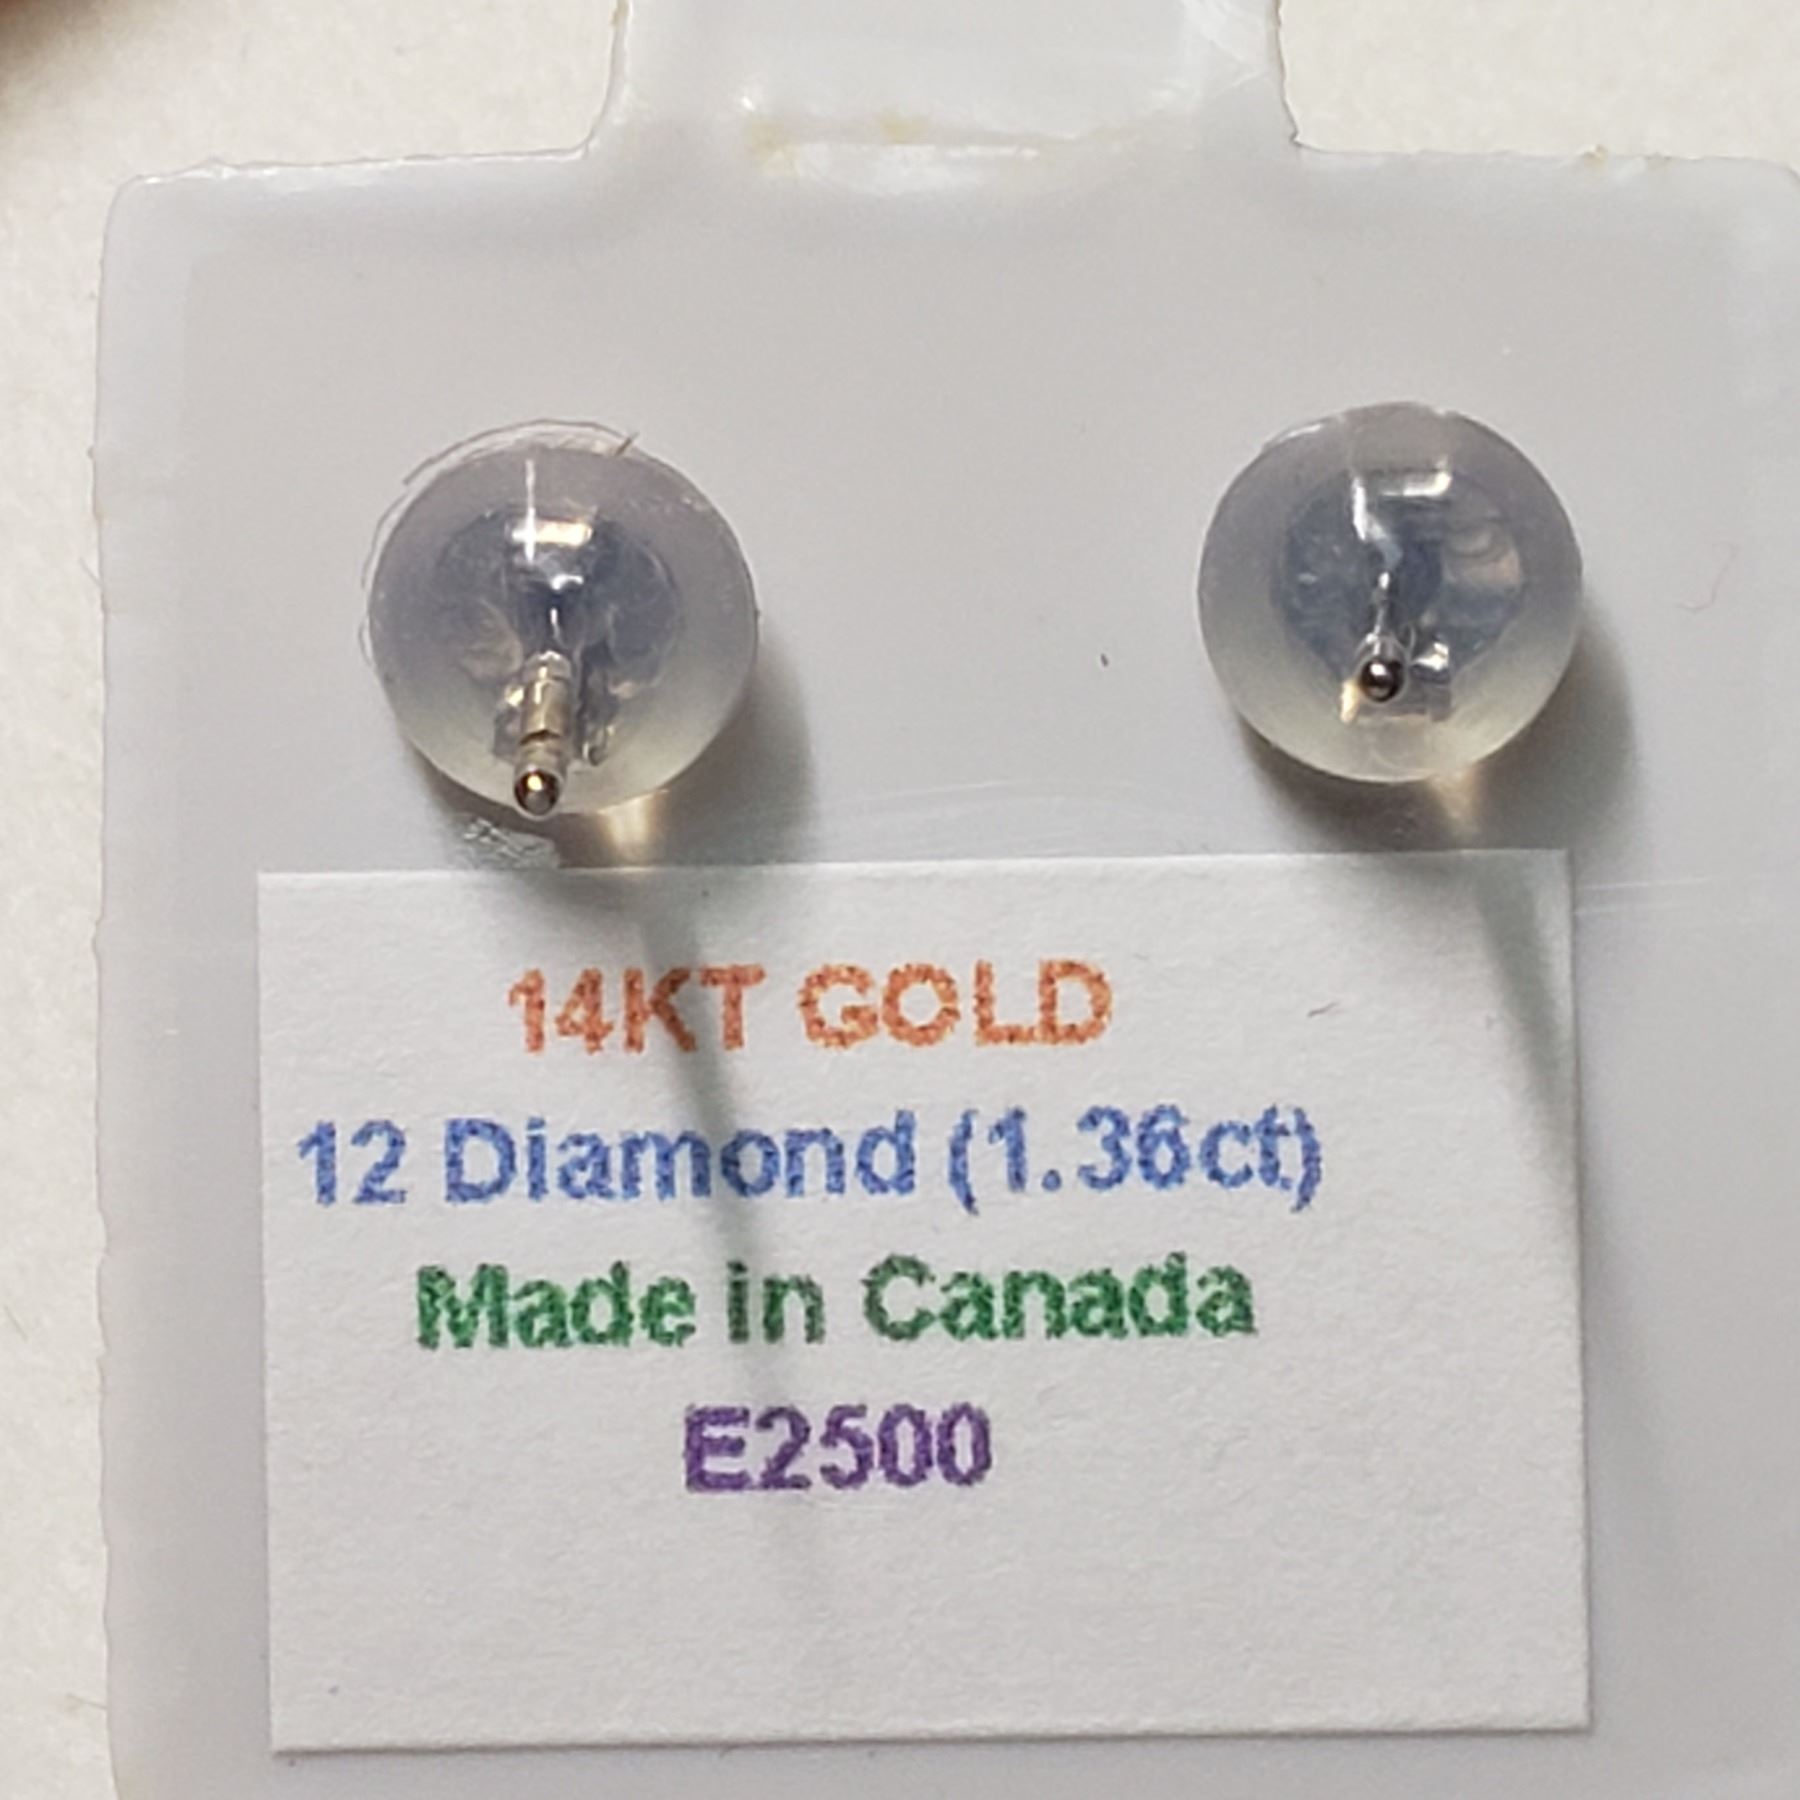 14KT GOLD
12 Diamond (1.36ct)
Made in Canada
E2500